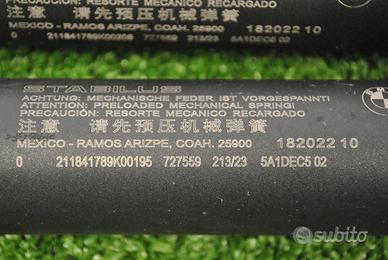 PRECAUCION: RESORTE MECANICO RECARGADO
注意 请先预压机械弹簧
MEXICO - RAMOS ARIZPE, COAH. 25900 18202210
0 211841789K00208 727559 213/23 5A1DEC5 02
STABILUS
ACHTUNG: MECHANISCHE FEDER IST VORGESPANNT!
ATTENTION: PRELOADED MECHANICAL SPRING!
PRECAUCION: RESORTE MECANICO RECARGADO
注意 请先预压机械弹簧
MEXICO - RAMOS ARIZPE, COAH. 25900 18202210
0 211841789K00195 727559 213/23 5A1DEC5 02
subito